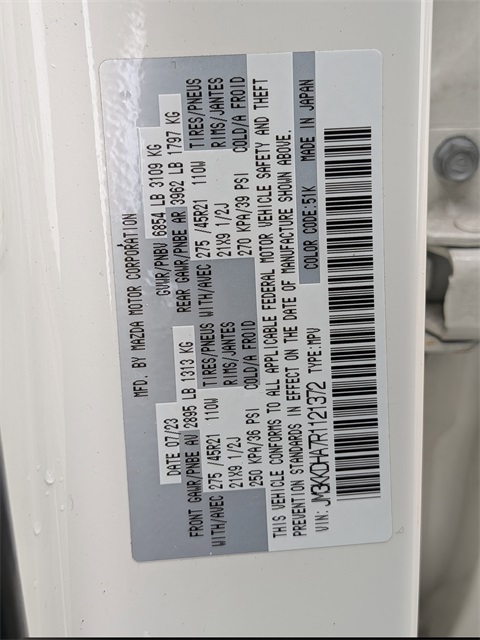 MFD. BY MAZDA MOTOR CORPORATION
DATE 07/23 GVWR/PNBV 6854 LB 3109 KG
FRONT GAWR/PNBE AV 2895 LB 1313 KG REAR GAWR/PNBE AR 3962 LB 1797 KG
WITH/AVEC TIRES/PNEUS WITH/AVEC TIRES/PNEUS
275 /45R21 110W RIMS/JANTES 275 /45R21 110W RIMS/JANTES
21X9 1/2J COLD/A FROID 21X9 1/2J COLD/A FROID
250 KPA/36 PSI 270 KPA/39 PSI
THIS VEHICLE CONFORMS TO ALL APPLICABLE FEDERAL MOTOR VEHICLE SAFETY AND THEFT
PREVENTION STANDARDS IN EFFECT ON THE DATE OF MANUFACTURE SHOWN ABOVE.
VIN: JM3KKDHA7R1121372 TYPE:MPV COLOR CODE:51K MADE IN JAPAN